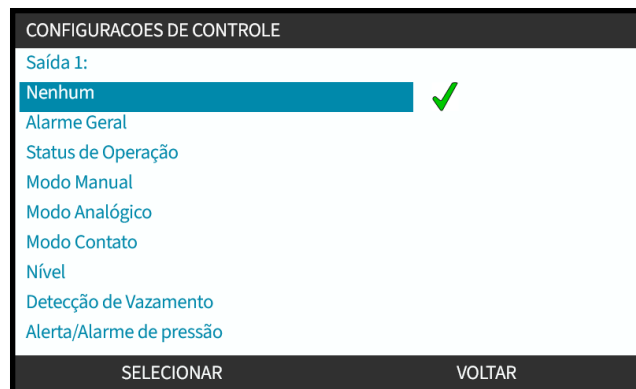 CONFIGURACOES DE CONTROLE
Saída 1:
Nenhum
Alarme Geral
Status de Operação
Modo Manual
Modo Analógico
Modo Contato
Nível
Detecção de Vazamento
Alerta/Alarme de pressão
SELECIONAR VOLTAR